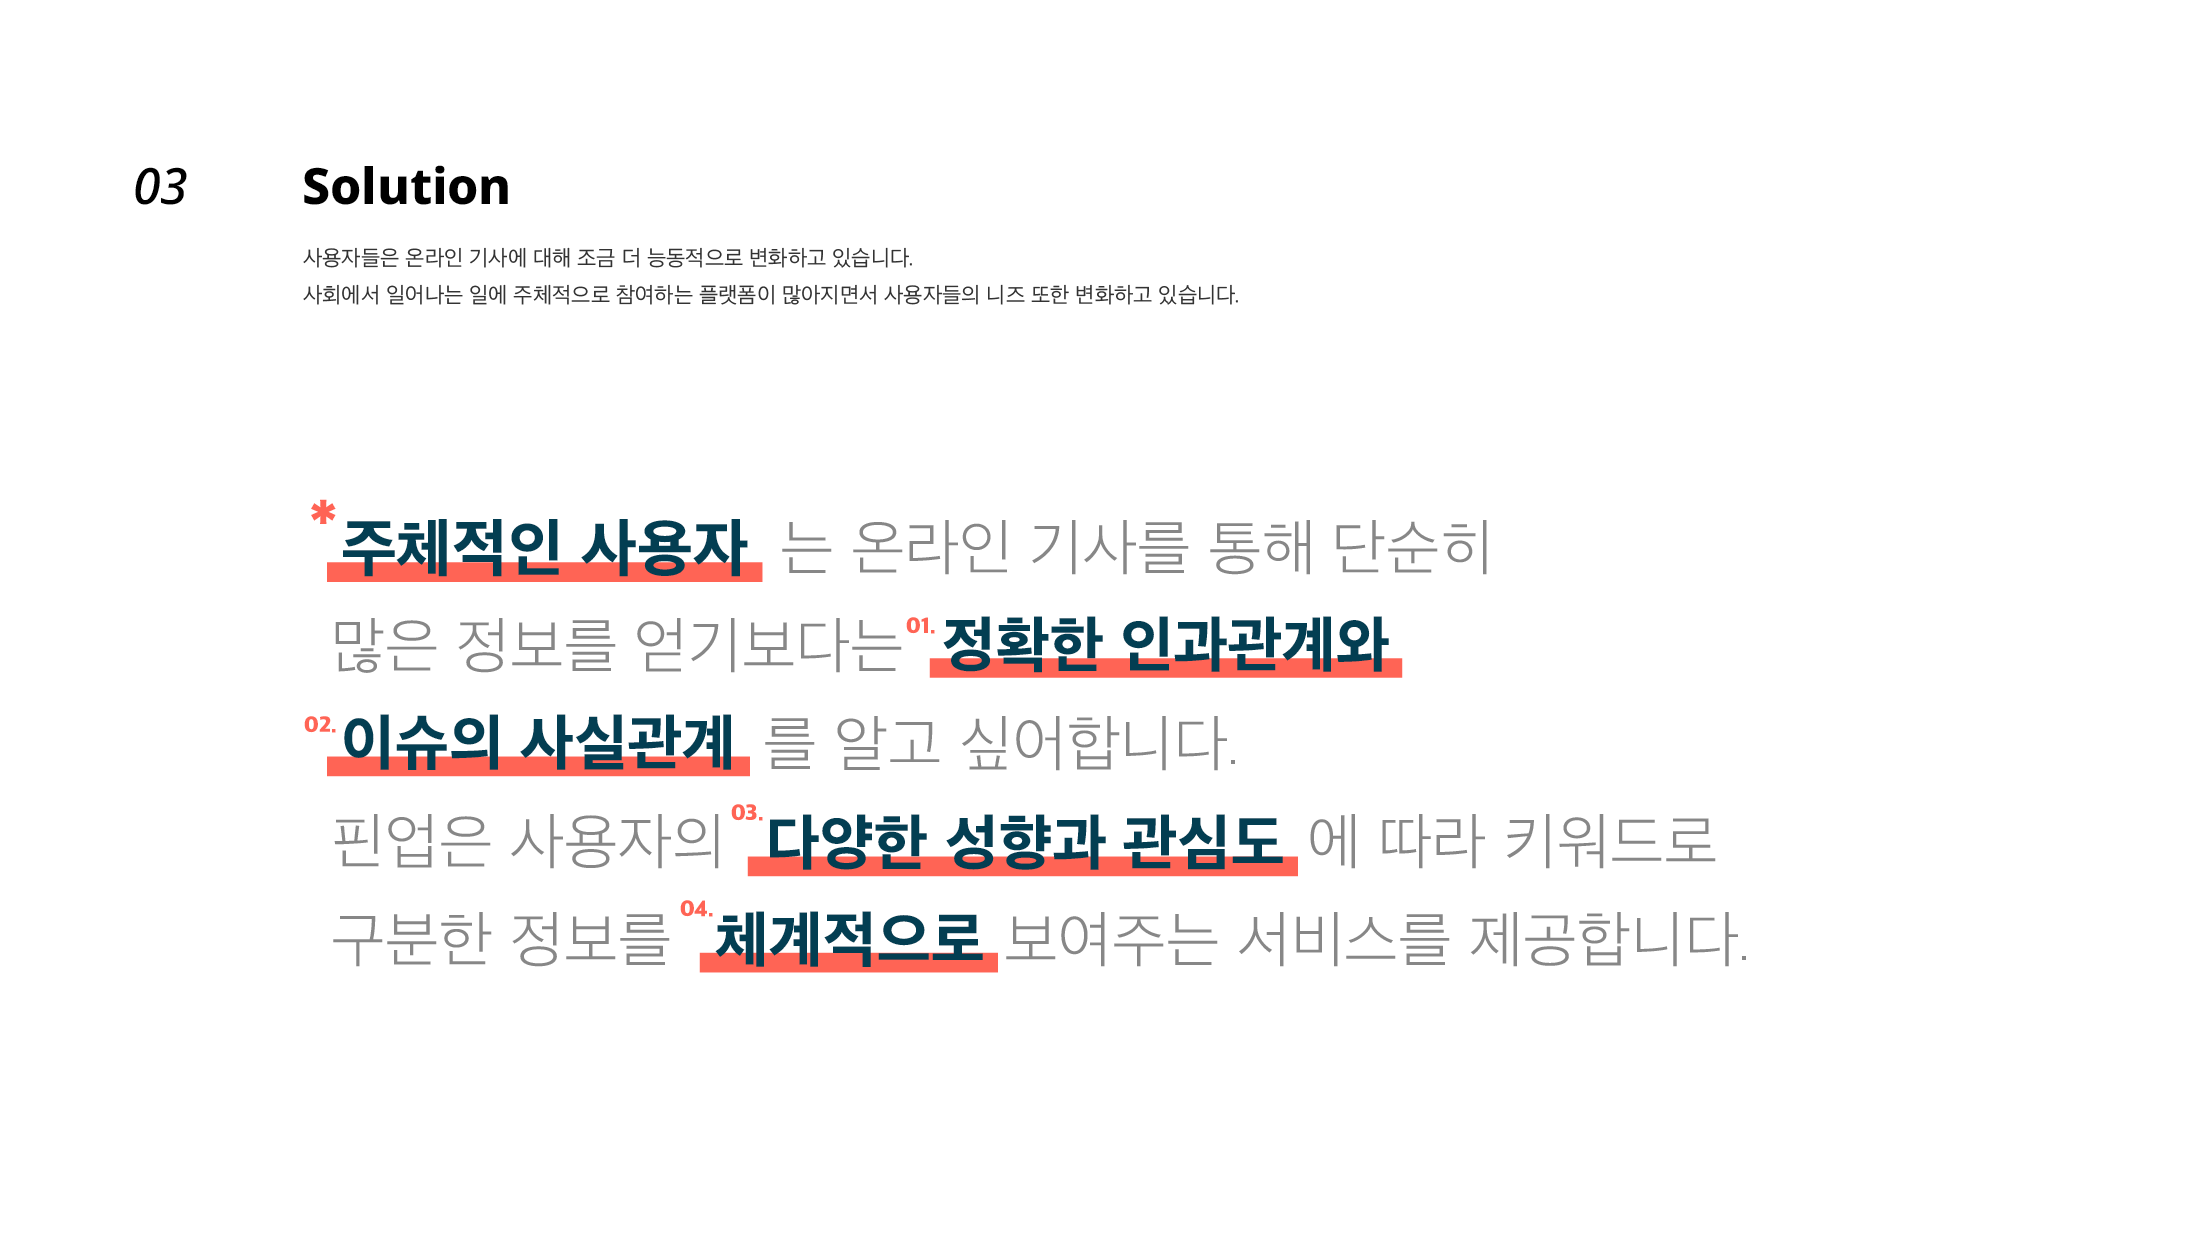 03 Solution
사용자들은 온라인 기사에 대해 조금 더 능동적으로 변화하고 있습니다.
사회에서 일어나는 일에 주체적으로 참여하는 플랫폼이 많아지면서 사용자들의 니즈 또한 변화하고 있습니다.
*주체적인 사용자 는 온라인 기사를 통해 단순히
많은 정보를 얻기보다는 01. 정확한 인과관계와
02. 이슈의 사실관계 를 알고 싶어합니다.
핀업은 사용자의 03. 다양한 성향과 관심도 에 따라 키워드로
구분한 정보를 04. 체계적으로 보여주는 서비스를 제공합니다.